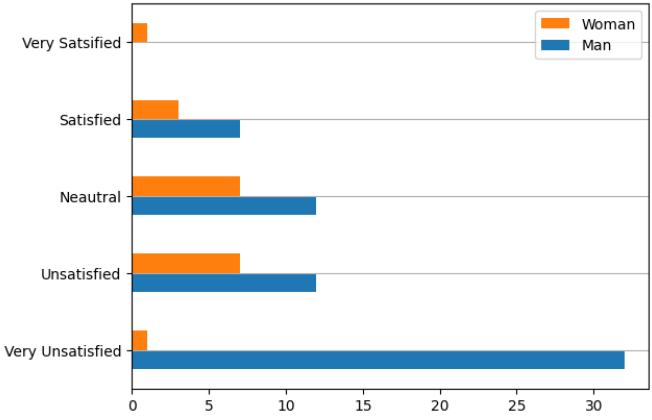 Woman
Man
Very Satsified
Satisfied
Neautral
Unsatisfied
Very Unsatisfied
0 5 10 15 20 25 30